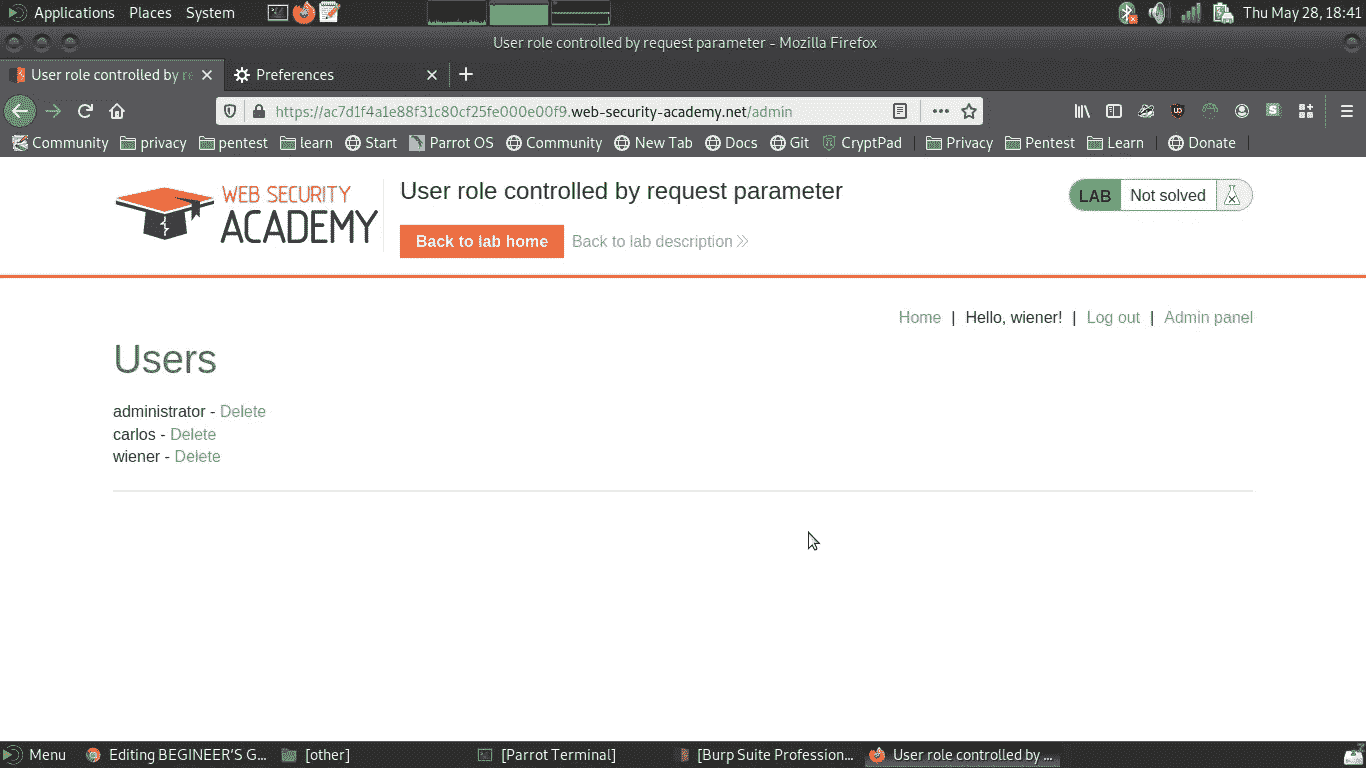 Applications Places System Thu May 28, 18:41
User role controlled by request parameter - Mozilla Firefox
User role controlled by re Preferences
https://ac7d1f4a1e88f31c80cf25fe000e00f9.web-security-academy.net/admin
Community privacy pentest learn Start Parrot OS Community New Tab Docs Git CryptPad Privacy Pentest Learn Donate
WEB SECURITY
ACADEMY
User role controlled by request parameter
LAB Not solved
Back to lab home Back to lab description
Home | Hello, wiener! | Log out | Admin panel
Users
administrator - Delete
carlos - Delete
wiener - Delete
Menu Editing BEGINEER’S G... [other] [Parrot Terminal] [Burp Suite Profession... User role controlled by ...